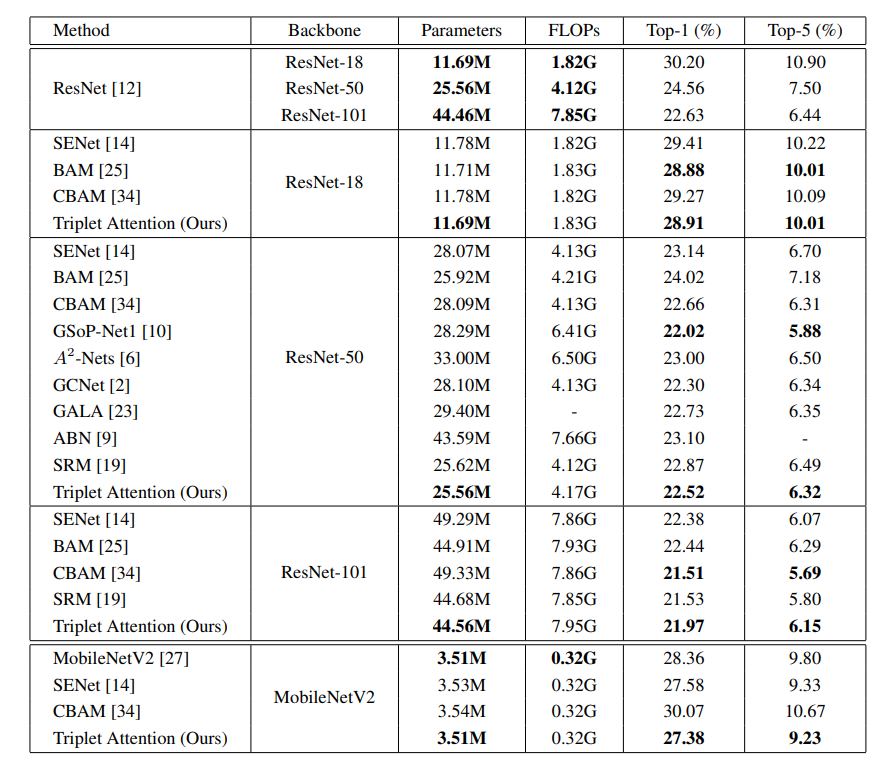 Method Backbone Parameters FLOPs Top-1 (%) Top-5 (%)
ResNet-18 11.69M 1.82G 30.20 10.90
ResNet [12] ResNet-50 25.56M 4.12G 24.56 7.50
ResNet-101 44.46M 7.85G 22.63 6.44
SENet [14] 11.78M 1.82G 29.41 10.22
BAM [25] 11.71M 1.83G 28.88 10.01
ResNet-18
CBAM [34] 11.78M 1.82G 29.27 10.09
Triplet Attention (Ours) 11.69M 1.83G 28.91 10.01
SENet [14] 28.07M 4.13G 23.14 6.70
BAM [25] 25.92M 4.21G 24.02 7.18
CBAM [34] 28.09M 4.13G 22.66 6.31
GSoP-Net1 [10] 28.29M 6.41G 22.02 5.88
A²-Nets [6] ResNet-50 33.00M 6.50G 23.00 6.50
GCNet [2] 28.10M 4.13G 22.30 6.34
GALA [23] 29.40M - 22.73 6.35
ABN [9] 43.59M 7.66G 23.10 -
SRM [19] 25.62M 4.12G 22.87 6.49
Triplet Attention (Ours) 25.56M 4.17G 22.52 6.32
SENet [14] 49.29M 7.86G 22.38 6.07
BAM [25] 44.91M 7.93G 22.44 6.29
CBAM [34] ResNet-101 49.33M 7.86G 21.51 5.69
SRM [19] 44.68M 7.85G 21.53 5.80
Triplet Attention (Ours) 44.56M 7.95G 21.97 6.15
MobileNetV2 [27] 3.51M 0.32G 28.36 9.80
SENet [14] 3.53M 0.32G 27.58 9.33
MobileNetV2
CBAM [34] 3.54M 0.32G 30.07 10.67
Triplet Attention (Ours) 3.51M 0.32G 27.38 9.23